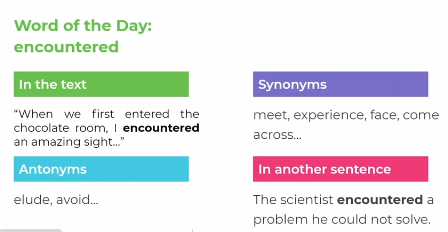 Word of the Day:
encountered
In the text
“When we first entered the
chocolate room, I encountered
an amazing sight...”
Synonyms
meet, experience, face, come
across...
Antonyms
elude, avoid...
In another sentence
The scientist encountered a
problem he could not solve.